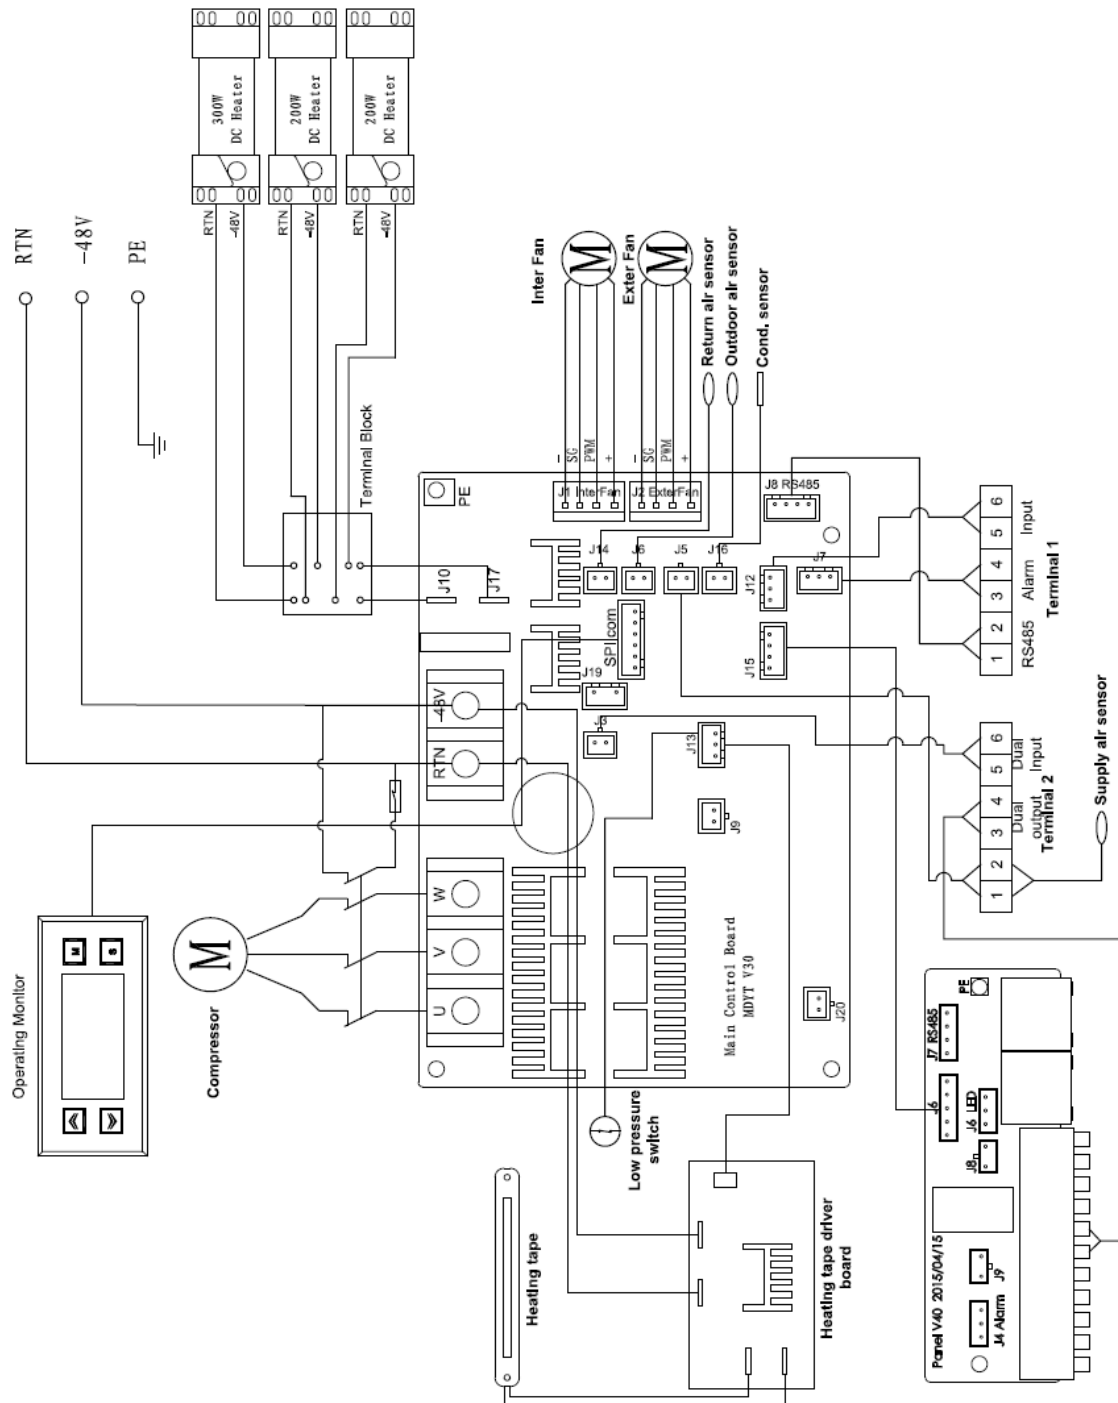 300W
DC Heater
200W
DC Heater
200W
DC Heater
RTN
-48V
RTN
-48V
RTN
-48V
RTN
-48V
PE
Terminal Block
Inter Fan
Exter Fan
Return air sensor
Outdoor air sensor
Cond. sensor
M
M
-
SG
PWM
+
-
SG
PWM
+
J1 InterFan
J2 ExterFan
J8 RS485
PE
J10
J17
J14
J6
J5
J16
J12
J7
J15
SPI com
J19
J3
J13
J9
J20
-48V
RTN
W
V
U
Main Control Board
MDYT V30
Operating Monitor
M
S
Compressor
M
Low pressure
switch
Heating tape
Heating tape driver
board
1 2 3 4 5 6
RS485 Alarm Input
Terminal 1
1 2 3 4 5 6
Dual
output
Dual
Input
Terminal 2
Supply air sensor
Panel V40 2015/04/15
PE
J7 RS485
J6
J6 LED
J8
J9
J4 Alarm